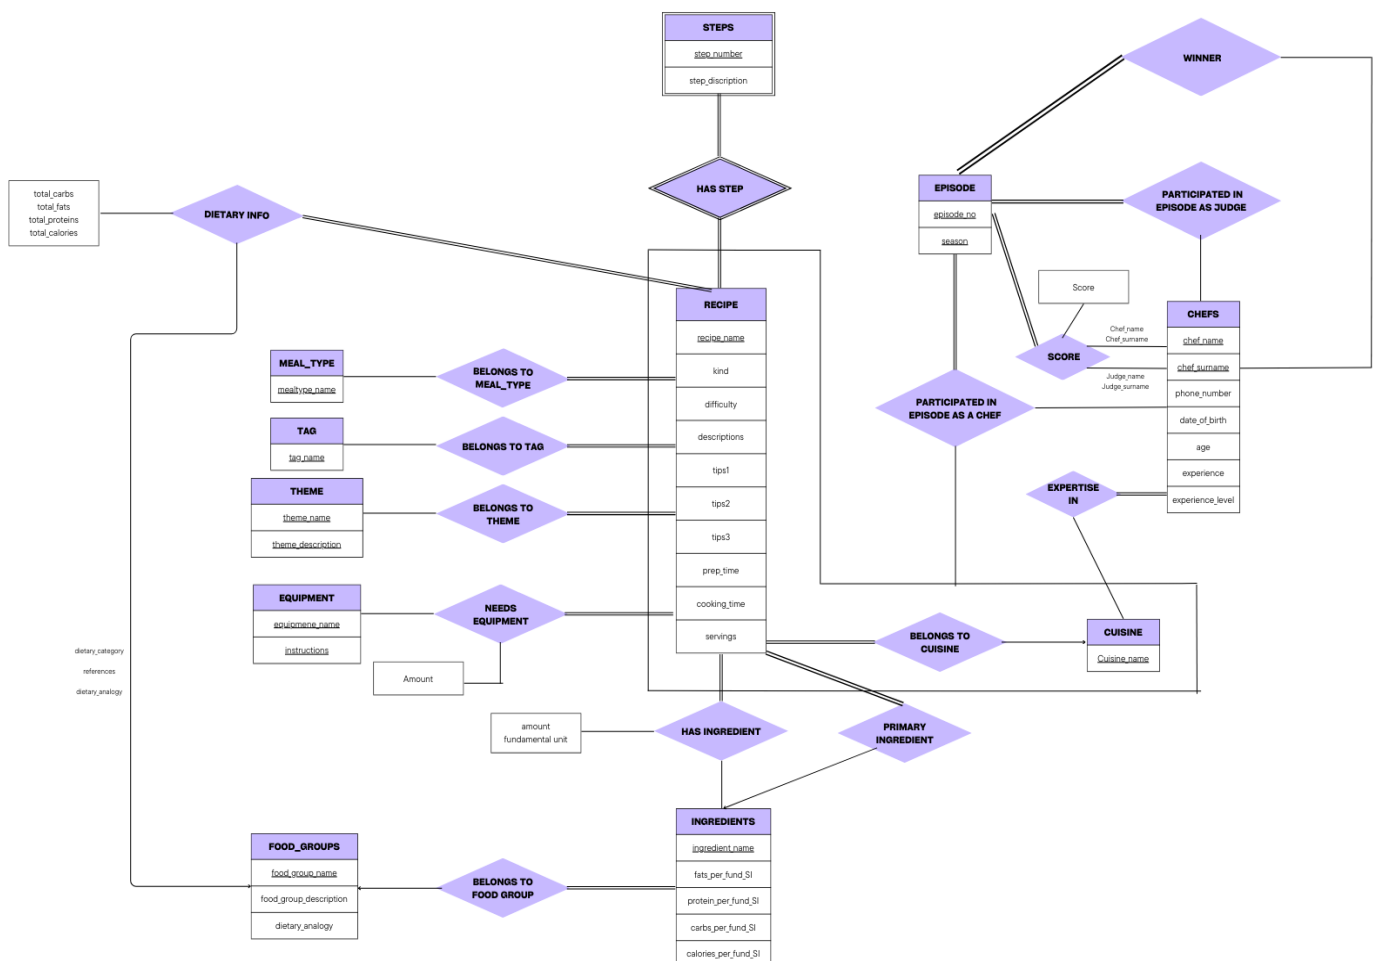 STEPS
step_number
step_discription
HAS STEP
WINNER
EPISODE
episode_no
season
PARTICIPATED IN
EPISODE AS JUDGE
total_carbs
total_fats
total_proteins
total_calories
DIETARY INFO
Score
SCORE
Chef_name
Chef_surname
Judge_name
Judge_surname
CHEFS
chef_name
chef_surname
phone_number
date_of_birth
age
experience
experience_level
PARTICIPATED IN
EPISODE AS A CHEF
EXPERTISE
IN
RECIPE
recipe_name
kind
difficulty
descriptions
tips1
tips2
tips3
prep_time
cooking_time
servings
MEAL_TYPE
mealtype_name
BELONGS TO
MEAL_TYPE
TAG
tag_name
BELONGS TO TAG
THEME
theme_name
theme_description
BELONGS TO
THEME
EQUIPMENT
equipmene_name
instructions
NEEDS
EQUIPMENT
Amount
BELONGS TO
CUISINE
CUISINE
Cuisine_name
dietary_category
references
dietary_analogy
amount
fundamental unit
HAS INGREDIENT
PRIMARY
INGREDIENT
INGREDIENTS
ingredient_name
fats_per_fund_SI
protein_per_fund_SI
carbs_per_fund_SI
calories_per_fund_SI
FOOD_GROUPS
food_group_name
food_group_description
dietary_analogy
BELONGS TO
FOOD GROUP